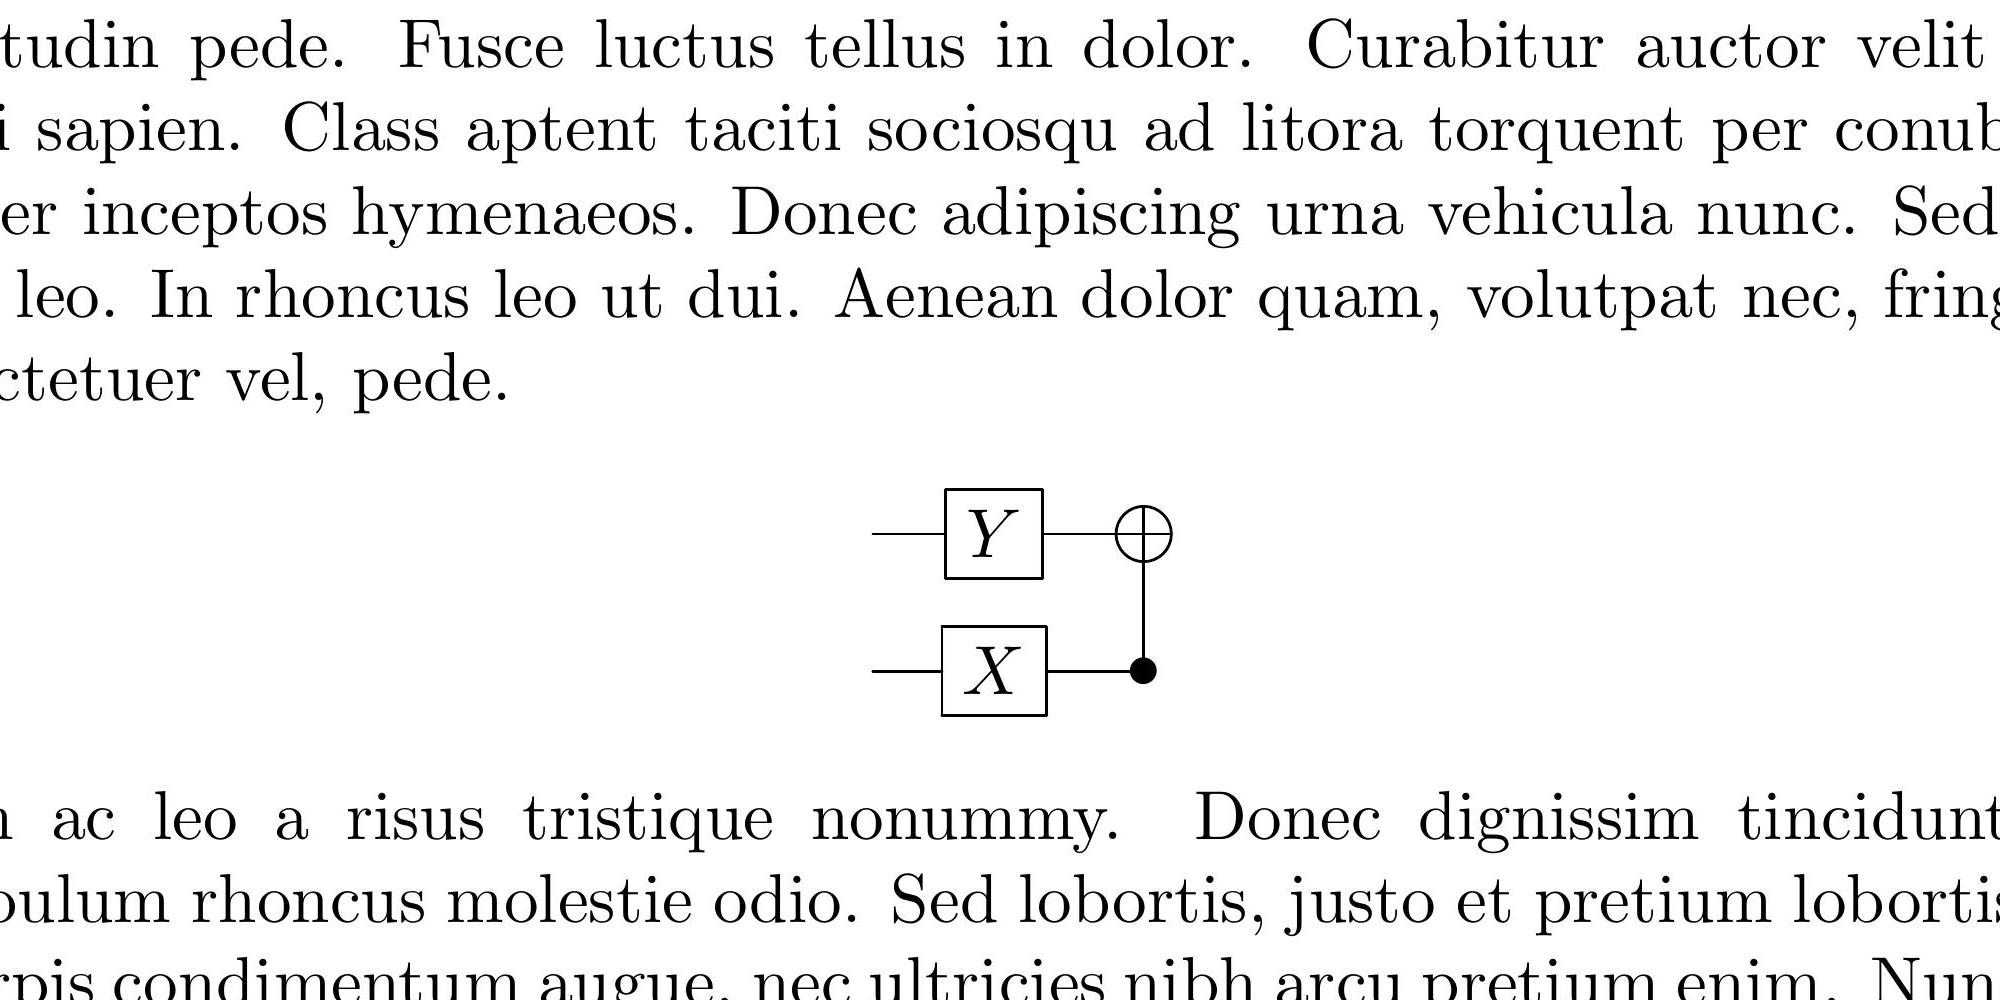 tudin pede. Fusce luctus tellus in dolor. Curabitur auctor velit
i sapien. Class aptent taciti sociosqu ad litora torquent per conub
er inceptos hymenaeos. Donec adipiscing urna vehicula nunc. Sed
leo. In rhoncus leo ut dui. Aenean dolor quam, volutpat nec, fring
ctetuer vel, pede.
Y
X
ac leo a risus tristique nonummy. Donec dignissim tincidunt
bulum rhoncus molestie odio. Sed lobortis, justo et pretium lobortis
rpis condimentum augue, nec ultricies nibh arcu pretium enim. Nun